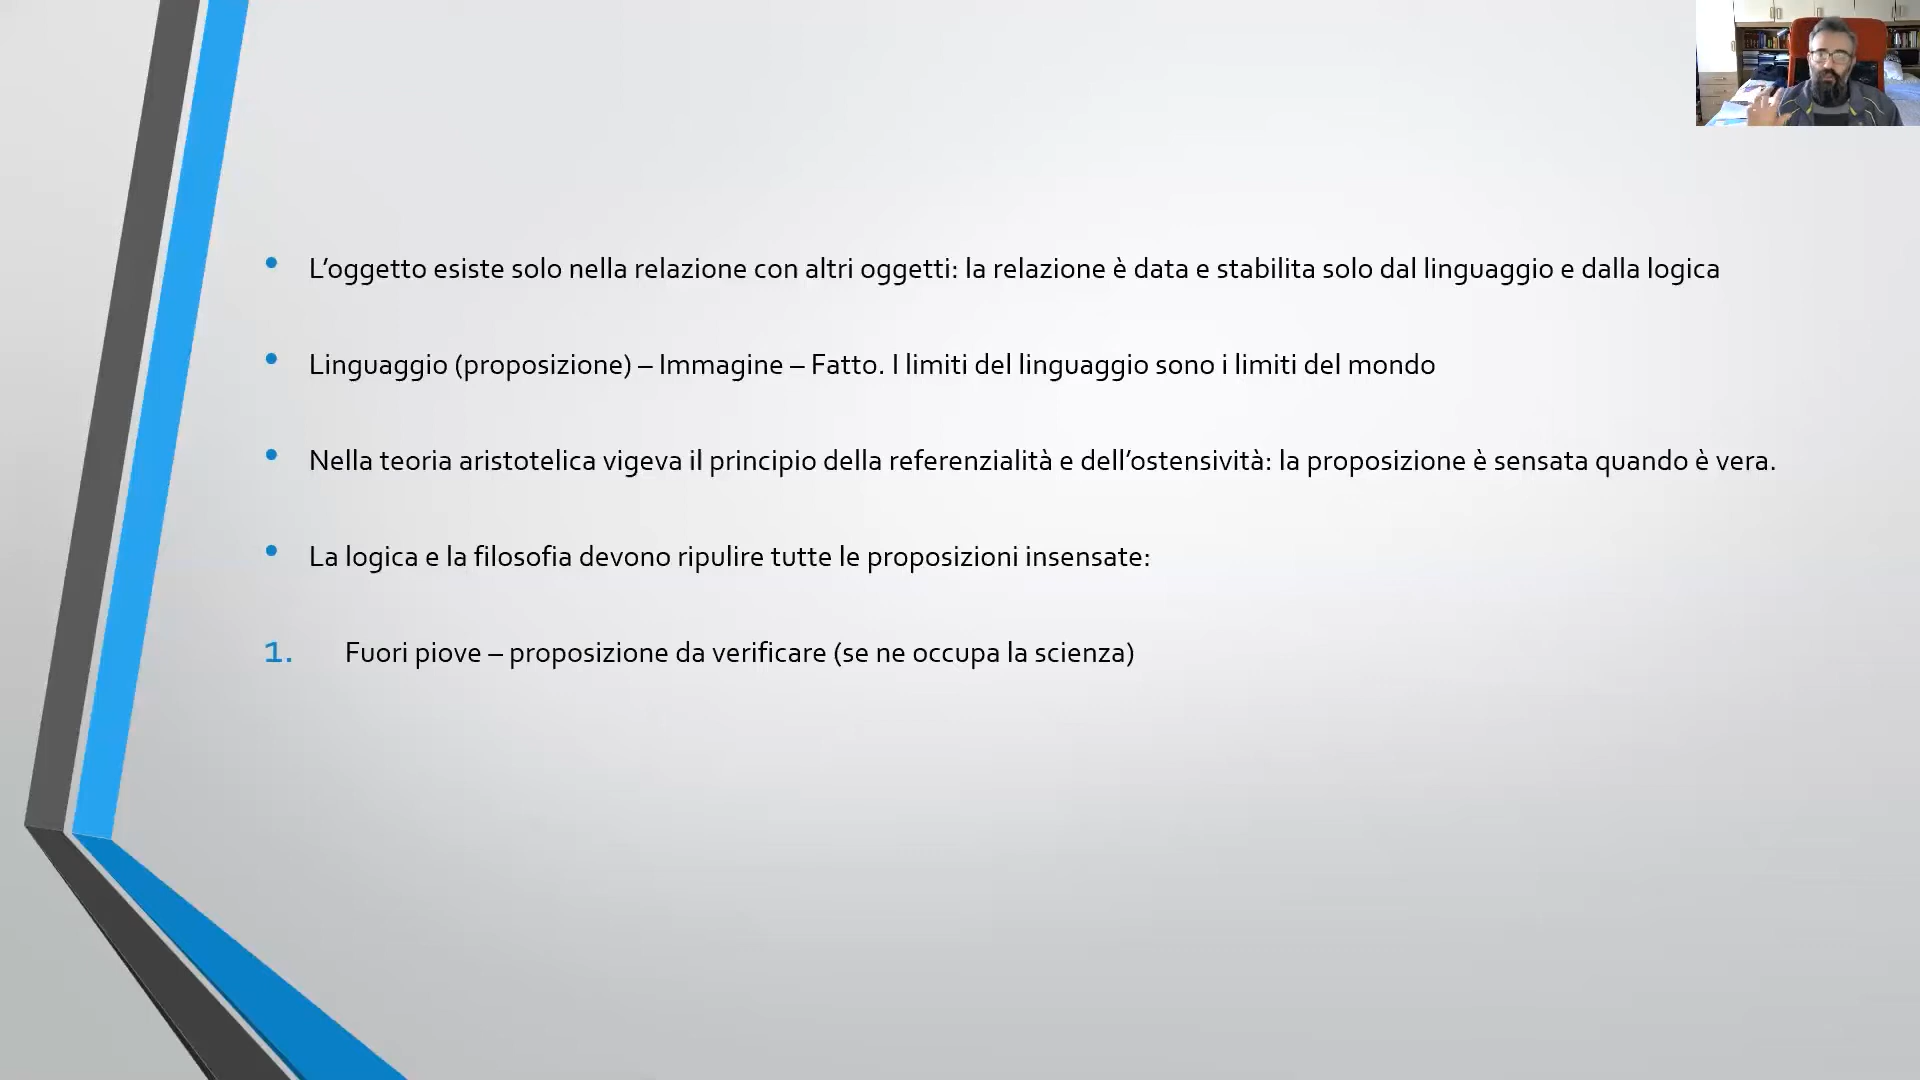 • L’oggetto esiste solo nella relazione con altri oggetti: la relazione è data e stabilita solo dal linguaggio e dalla logica
• Linguaggio (proposizione) – Immagine – Fatto. I limiti del linguaggio sono i limiti del mondo
• Nella teoria aristotelica vigeva il principio della referenzialità e dell’ostensività: la proposizione è sensata quando è vera.
• La logica e la filosofia devono ripulire tutte le proposizioni insensate:
1. Fuori piove – proposizione da verificare (se ne occupa la scienza)